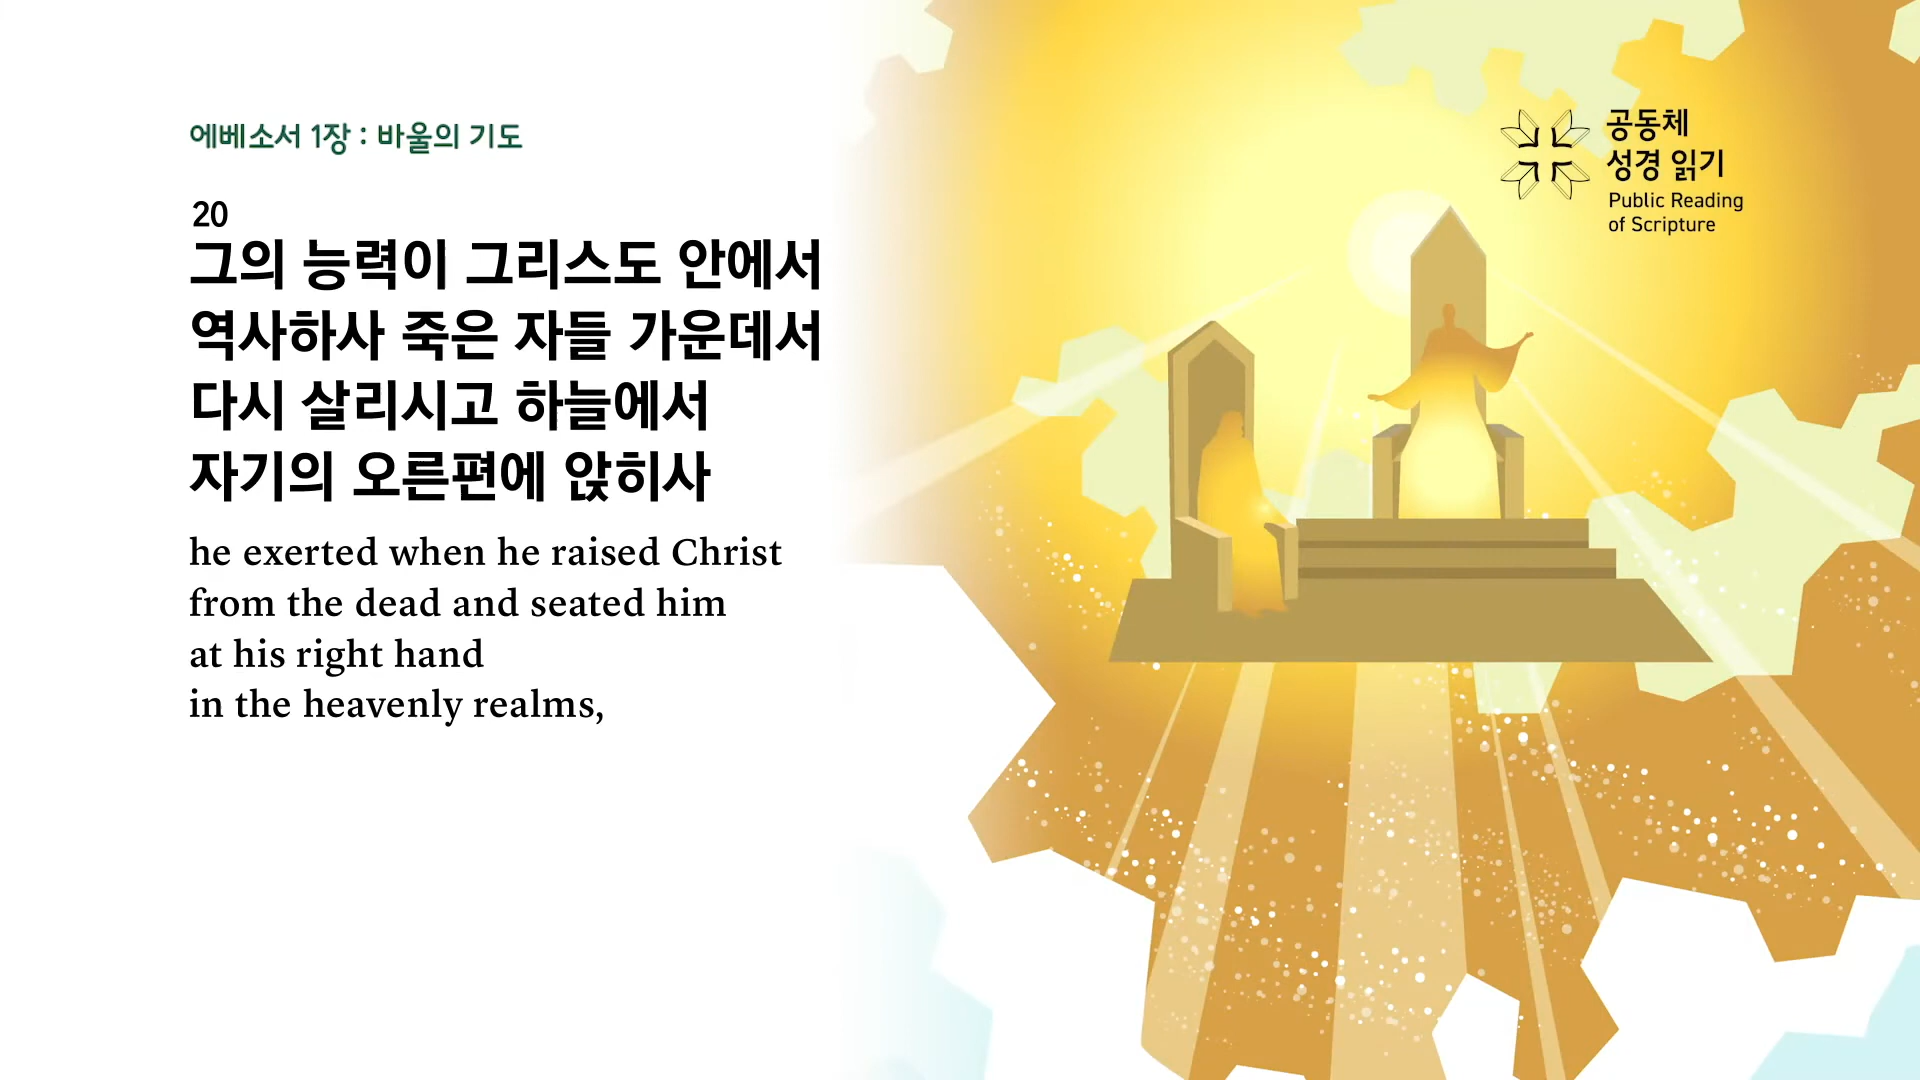 에베소서 1장 : 바울의 기도
20
그의 능력이 그리스도 안에서
역사하사 죽은 자들 가운데서
다시 살리시고 하늘에서
자기의 오른편에 앉히사
he exerted when he raised Christ
from the dead and seated him
at his right hand
in the heavenly realms,
공동체
성경 읽기
Public Reading
of Scripture